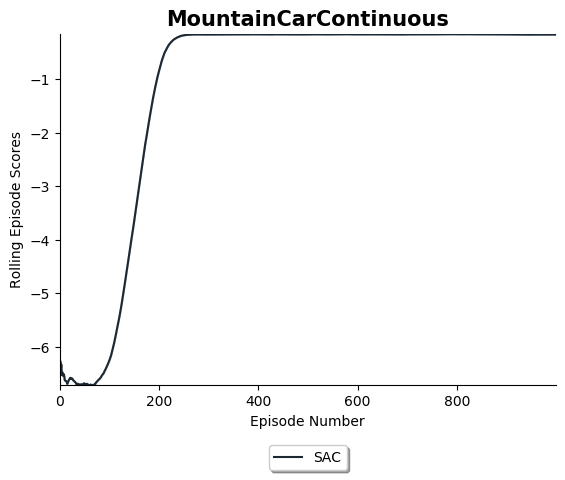 MountainCarContinuous
Rolling Episode Scores
−1
−2
−3
−4
−5
−6
0 200 400 600 800
Episode Number
SAC